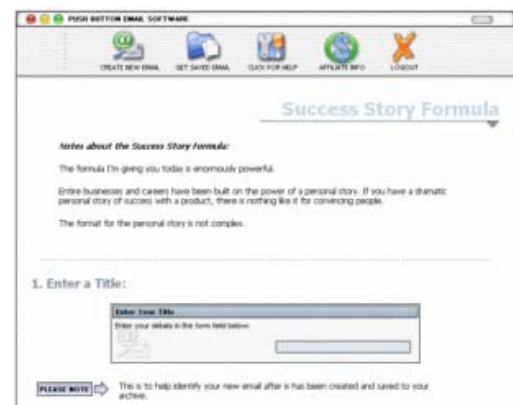 PUSH BUTTON EMAIL SOFTWARE
CREATE NEW EMAIL GET SAVED EMAIL CLICK FOR HELP AFFILIATE INFO LOGOUT
Success Story Formula
Notes about the Success Story Formula:
The formula I'm giving you today is enormously powerful.
Entire businesses and careers have been built on the power of a personal story. If you have a dramatic
personal story of success with a product, there is nothing like it for convincing people.
The format for the personal story is not complex.
1. Enter a Title:
Enter Your Title
Enter your details in the form field below:
PLEASE NOTE This is to help identify your new email after is has been created and saved to your
archive.